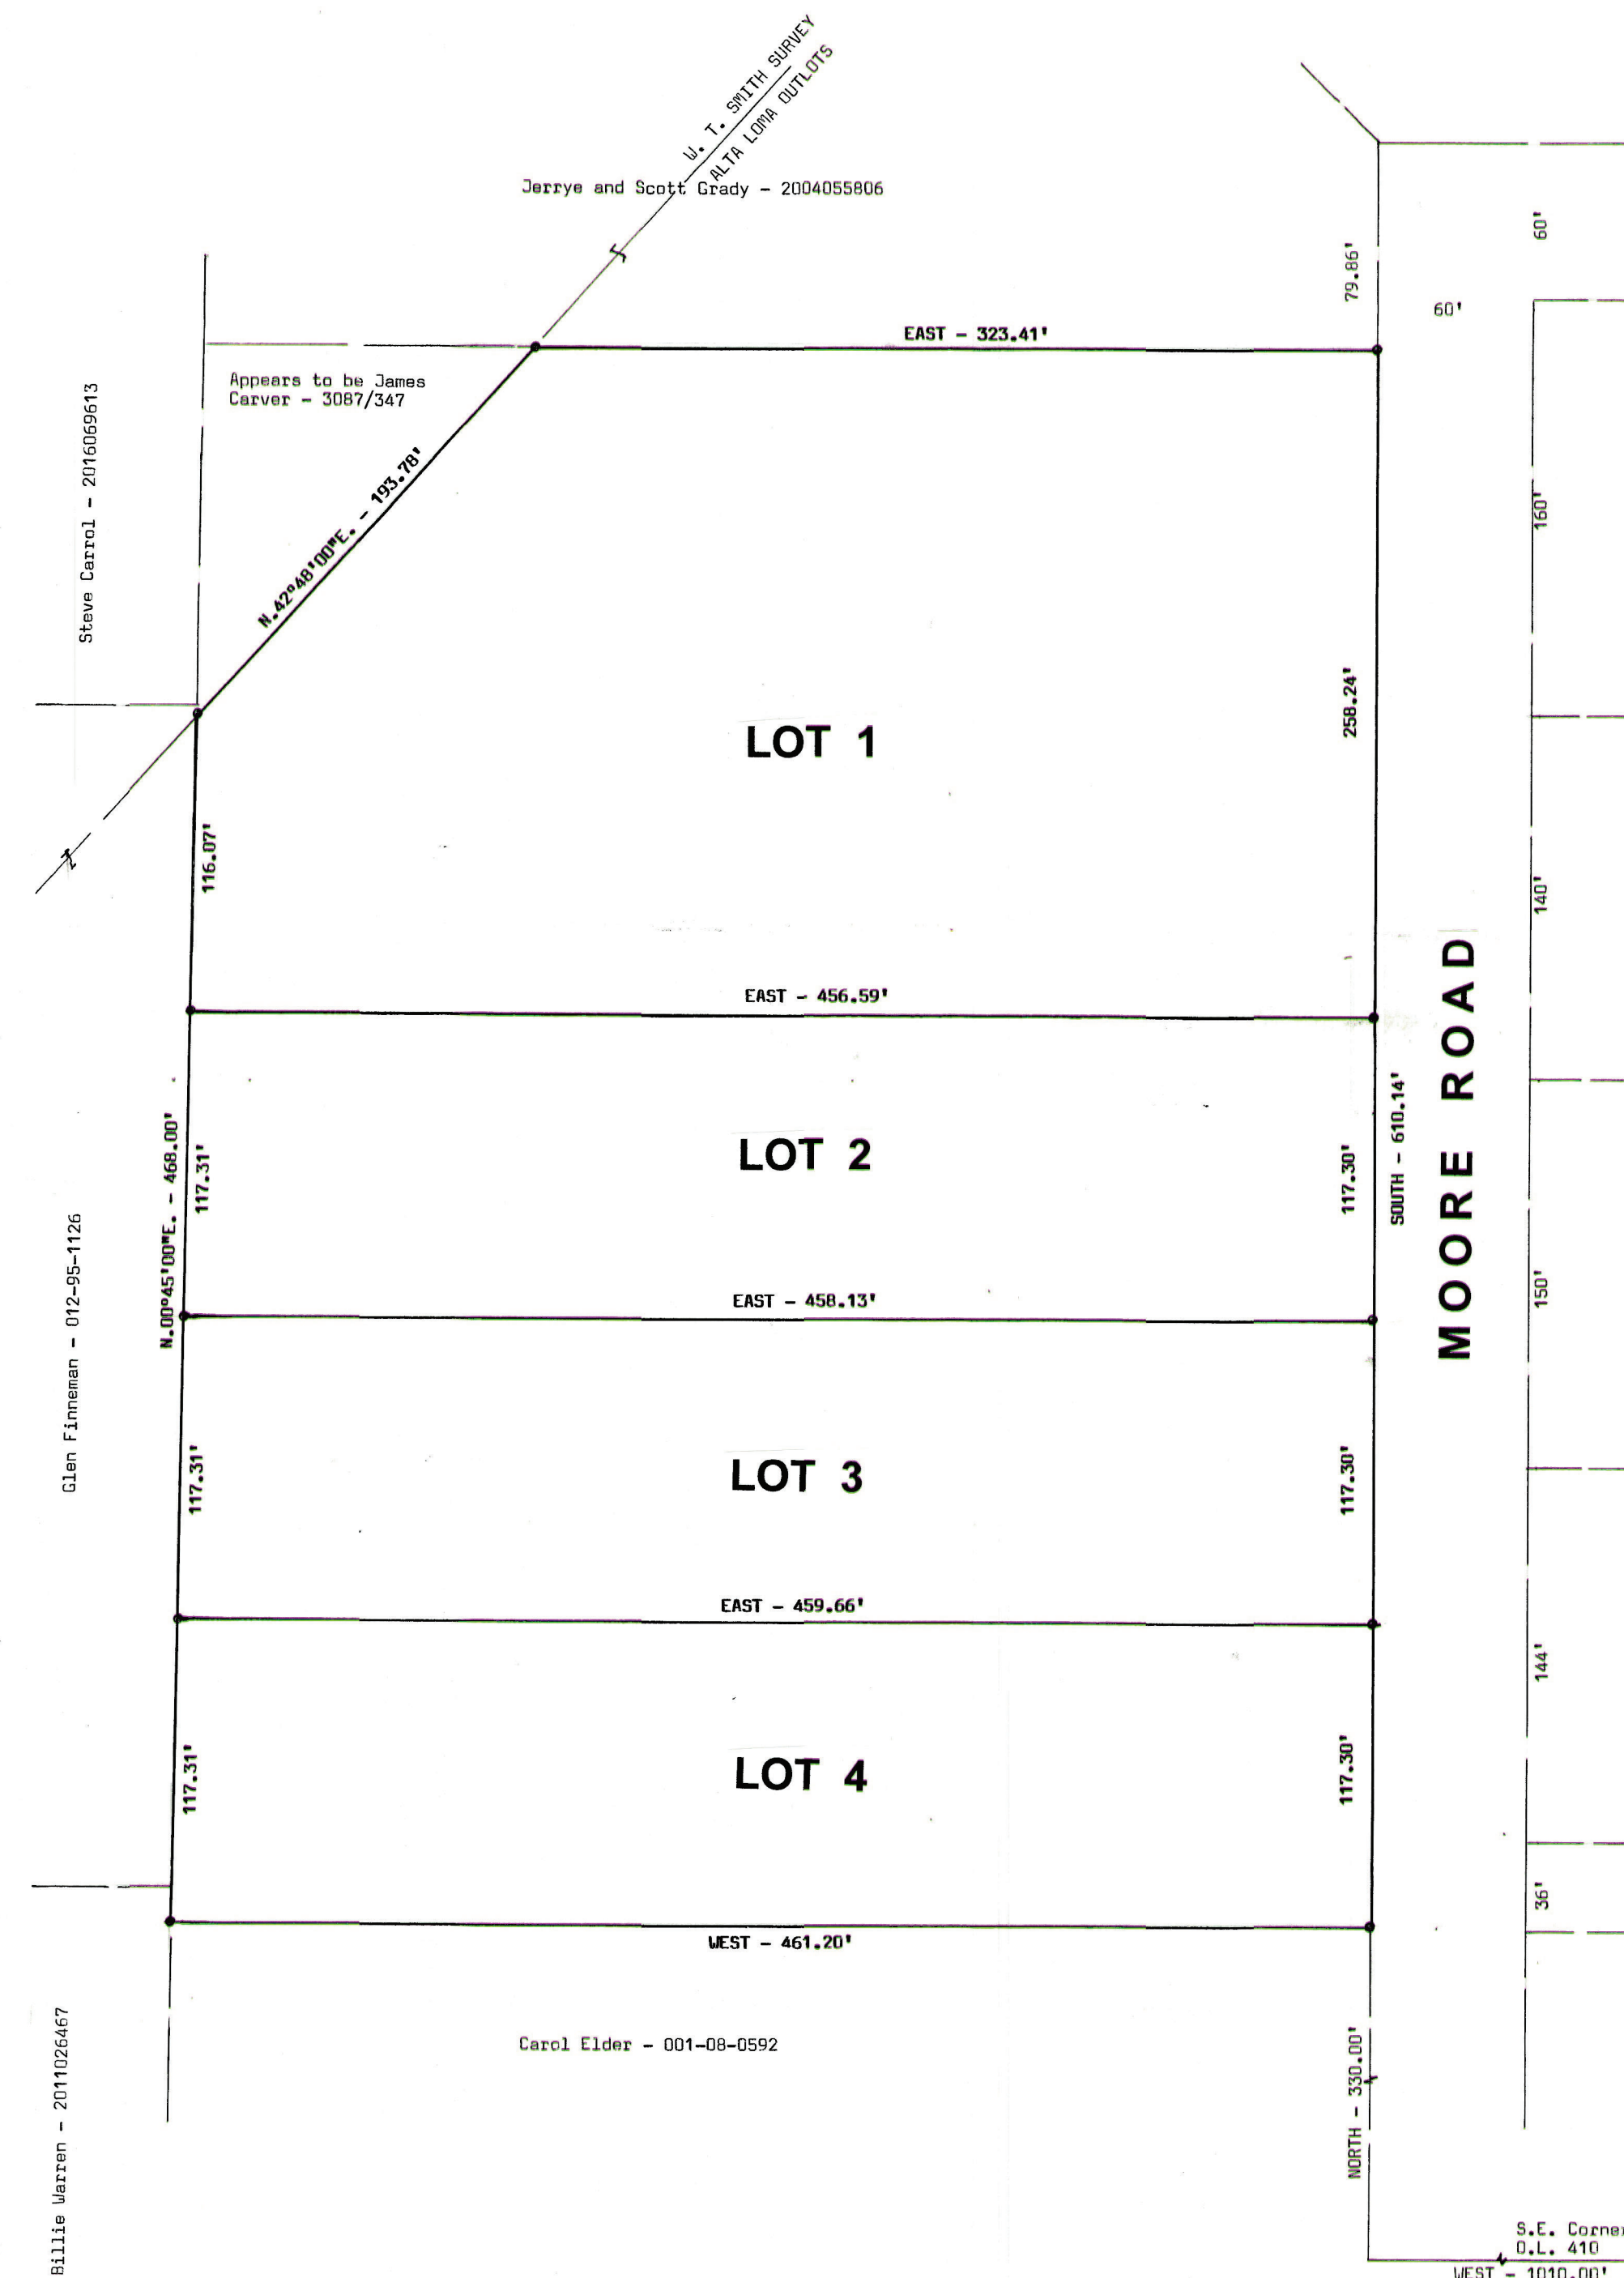 W. T. SMITH SURVEY
ALTA LOMA OUTLOTS
Jerrye and Scott Grady - 2004055806
79.86'
60'
60'
EAST - 323.41'
Appears to be James
Carver - 3087/347
Steve Carrol - 2016069613
N.42°48'00"E. - 193.78'
160'
258.24'
LOT 1
116.07'
140'
EAST - 456.59'
MOORE ROAD
SOUTH - 610.14'
N.00°45'00"E. - 468.00'
117.31'
LOT 2
117.30'
Glen Finneman - 012-95-1126
150'
EAST - 458.13'
117.31'
LOT 3
117.30'
EAST - 459.66'
144'
117.31'
LOT 4
117.30'
36'
WEST - 461.20'
Billie Warren - 2011026467
Carol Elder - 001-08-0592
NORTH - 330.00'
S.E. Corner
O.L. 410
WEST - 1010.00'